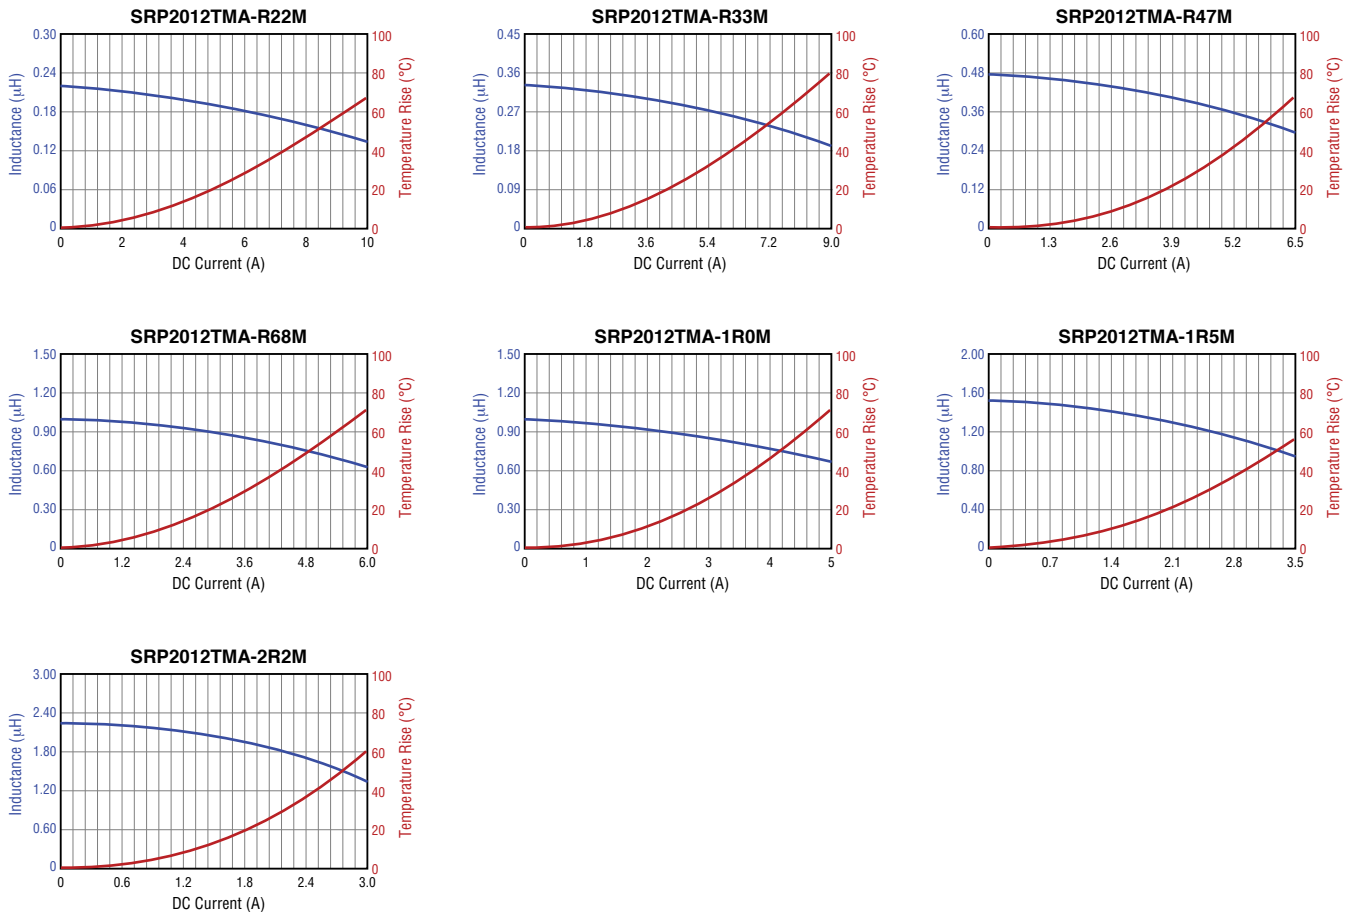 SRP2012TMA-R22M
0.30
0.24
0.18
0.12
0.06
0
Inductance (μH)
100
80
60
40
20
0
Temperature Rise (°C)
0 2 4 6 8 10
DC Current (A)
SRP2012TMA-R33M
0.45
0.36
0.27
0.18
0.09
0
Inductance (μH)
100
80
60
40
20
0
Temperature Rise (°C)
0 1.8 3.6 5.4 7.2 9.0
DC Current (A)
SRP2012TMA-R47M
0.60
0.48
0.36
0.24
0.12
0
Inductance (μH)
100
80
60
40
20
0
Temperature Rise (°C)
0 1.3 2.6 3.9 5.2 6.5
DC Current (A)
SRP2012TMA-R68M
1.50
1.20
0.90
0.60
0.30
0
Inductance (μH)
100
80
60
40
20
0
Temperature Rise (°C)
0 1.2 2.4 3.6 4.8 6.0
DC Current (A)
SRP2012TMA-1R0M
1.50
1.20
0.90
0.60
0.30
0
Inductance (μH)
100
80
60
40
20
0
Temperature Rise (°C)
0 1 2 3 4 5
DC Current (A)
SRP2012TMA-1R5M
2.00
1.60
1.20
0.80
0.40
0
Inductance (μH)
100
80
60
40
20
0
Temperature Rise (°C)
0 0.7 1.4 2.1 2.8 3.5
DC Current (A)
SRP2012TMA-2R2M
3.00
2.40
1.80
1.20
0.60
0
Inductance (μH)
100
80
60
40
20
0
Temperature Rise (°C)
0 0.6 1.2 1.8 2.4 3.0
DC Current (A)